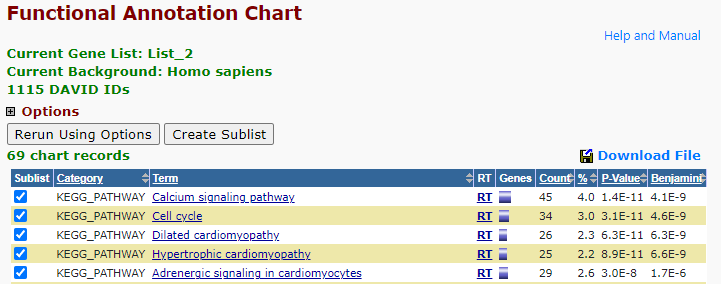 Functional Annotation Chart
Help and Manual
Current Gene List: List_2
Current Background: Homo sapiens
1115 DAVID IDs
Options
Rerun Using Options Create Sublist
69 chart records Download File
Sublist Category Term RT Genes Count % P-Value Benjamini
KEGG_PATHWAY Calcium signaling pathway RT 45 4.0 1.4E-11 4.1E-9
KEGG_PATHWAY Cell cycle RT 34 3.0 3.1E-11 4.6E-9
KEGG_PATHWAY Dilated cardiomyopathy RT 26 2.3 6.3E-11 6.3E-9
KEGG_PATHWAY Hypertrophic cardiomyopathy RT 25 2.2 8.9E-11 6.6E-9
KEGG_PATHWAY Adrenergic signaling in cardiomyocytes RT 29 2.6 3.0E-8 1.7E-6